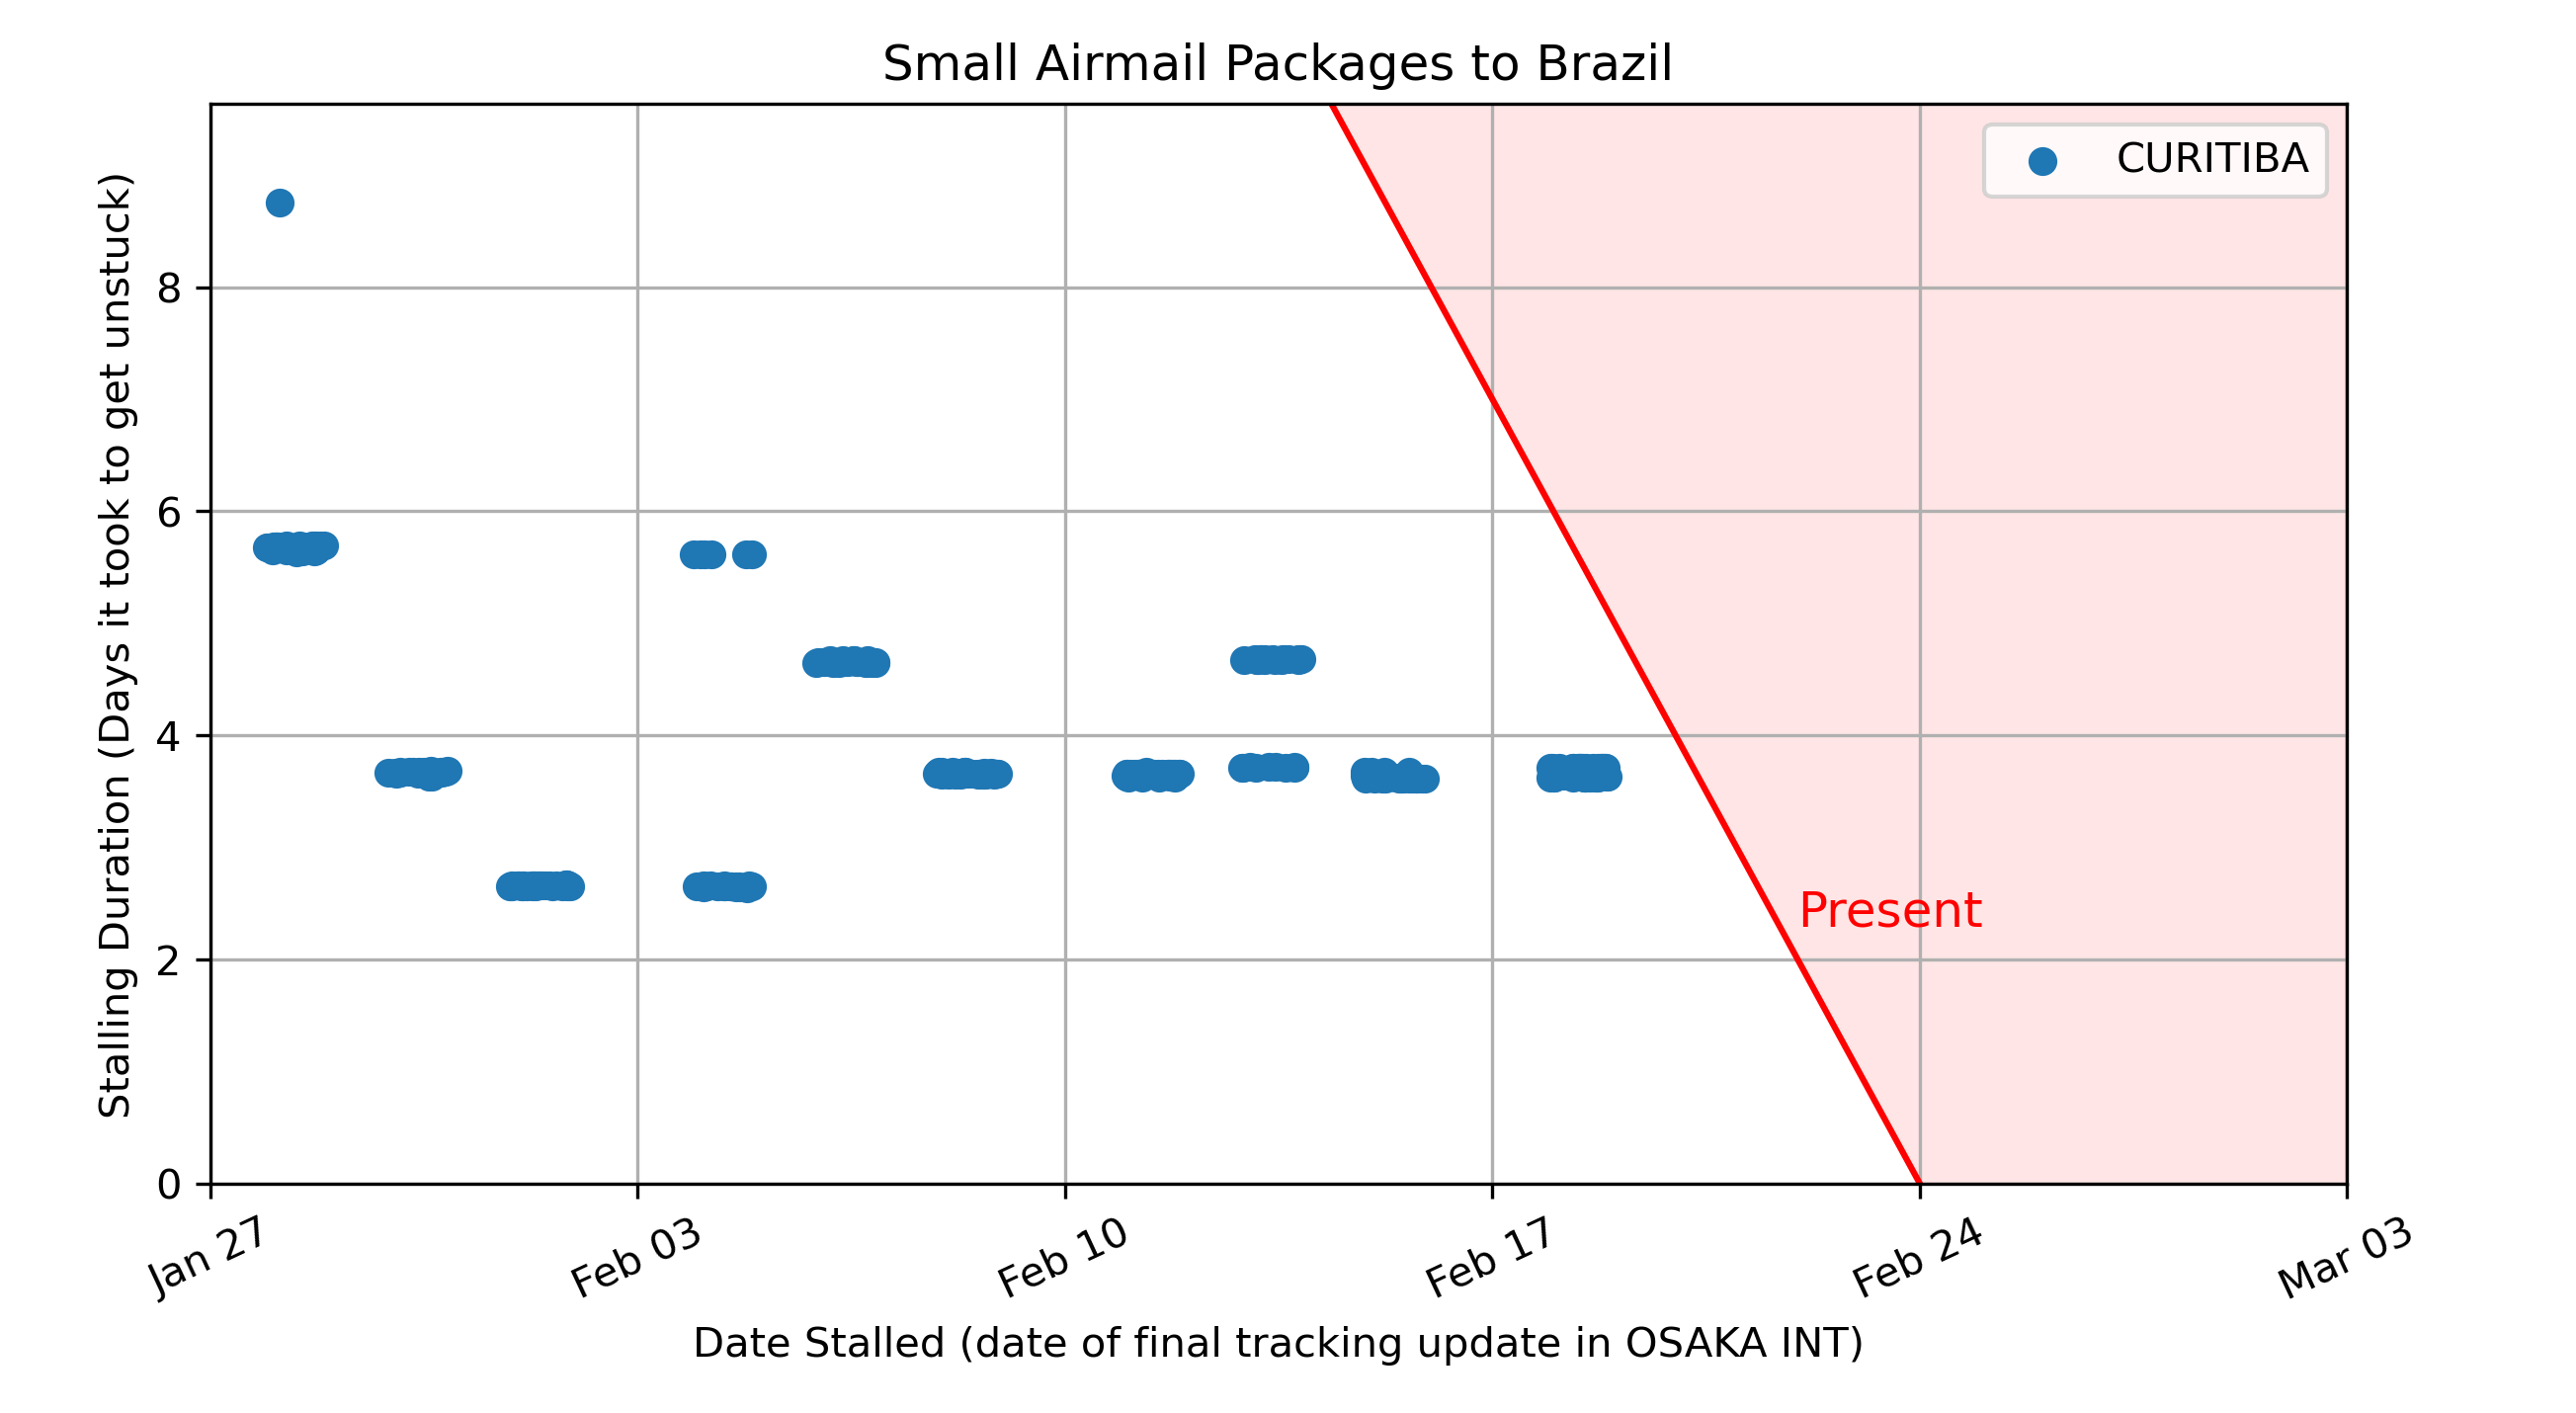 Small Airmail Packages to Brazil
CURITIBA
Stalling Duration (Days it took to get unstuck)
8
6
4
2
0
Present
Jan 27
Feb 03
Feb 10
Feb 17
Feb 24
Mar 03
Date Stalled (date of final tracking update in OSAKA INT)